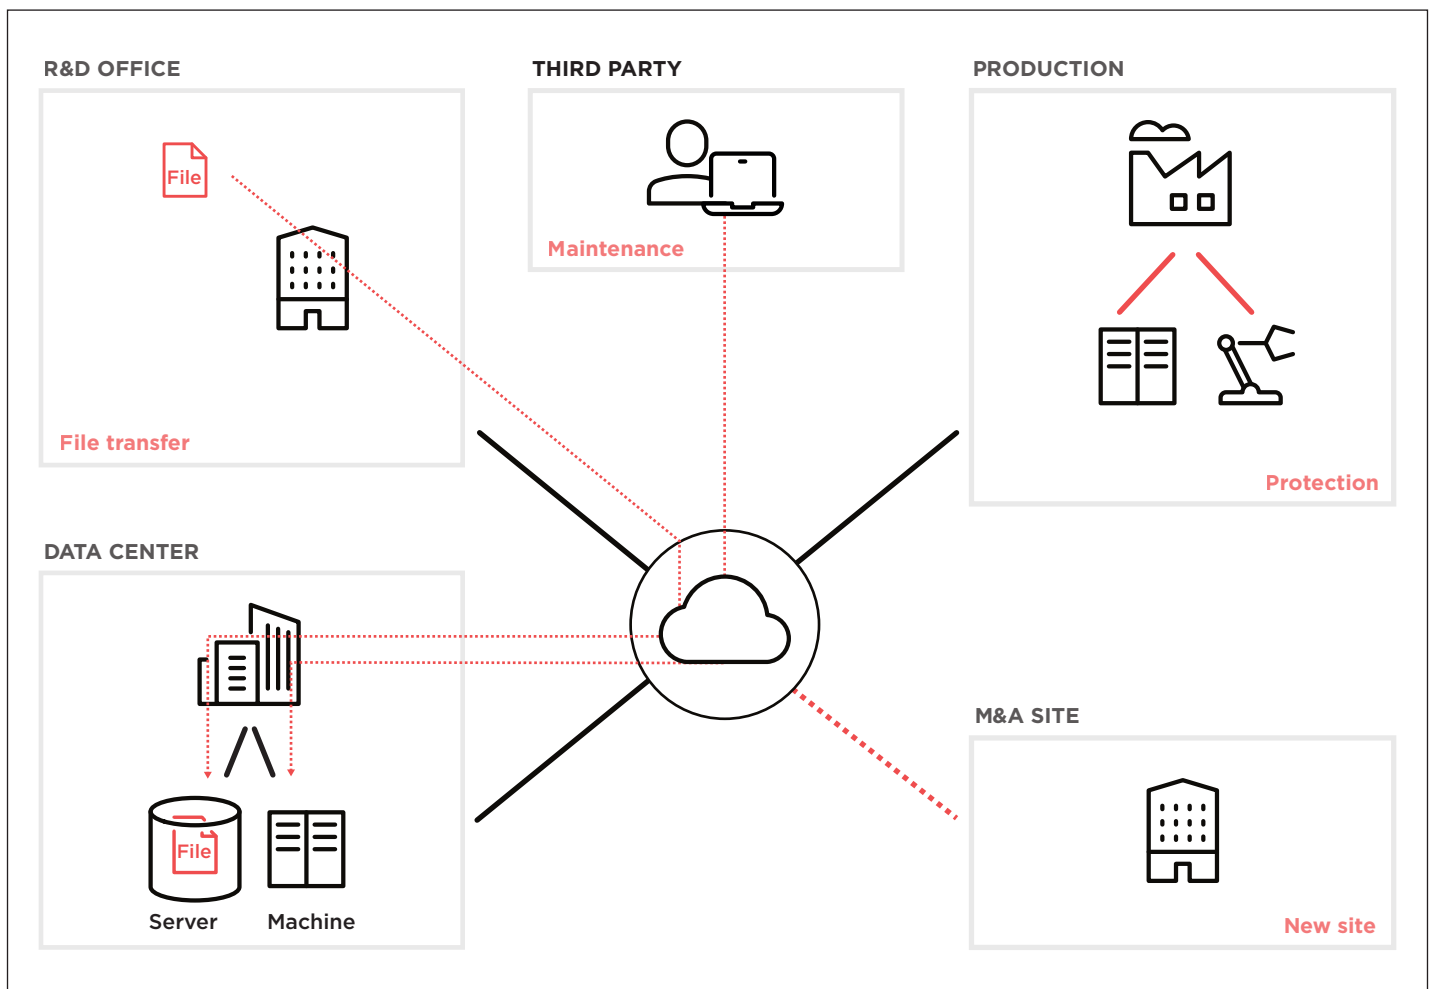 R&D OFFICE
File
File transfer
THIRD PARTY
Maintenance
PRODUCTION
Protection
DATA CENTER
File
Server
Machine
M&A SITE
New site